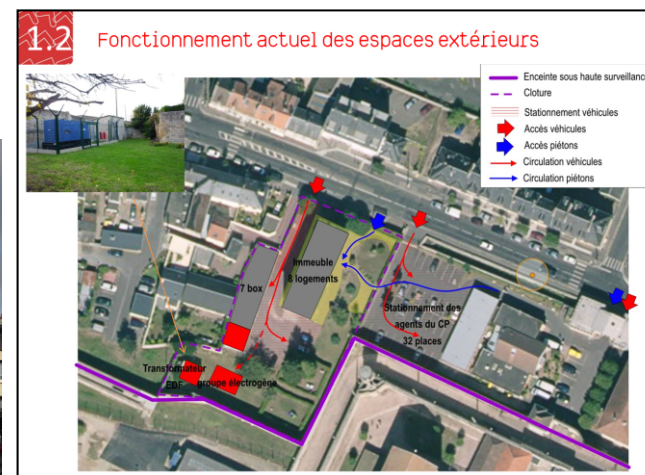 1.2
Fonctionnement actuel des espaces extérieurs
Enceinte sous haute surveillanc
Cloture
Stationnement véhicules
Accès véhicules
Accès piétons
Circulation véhicules
Circulation piétons
Immeuble
8 logements
7 box
Stationnement des
agents du CP
32 places
Transformateur
EDF
groupe électrogène